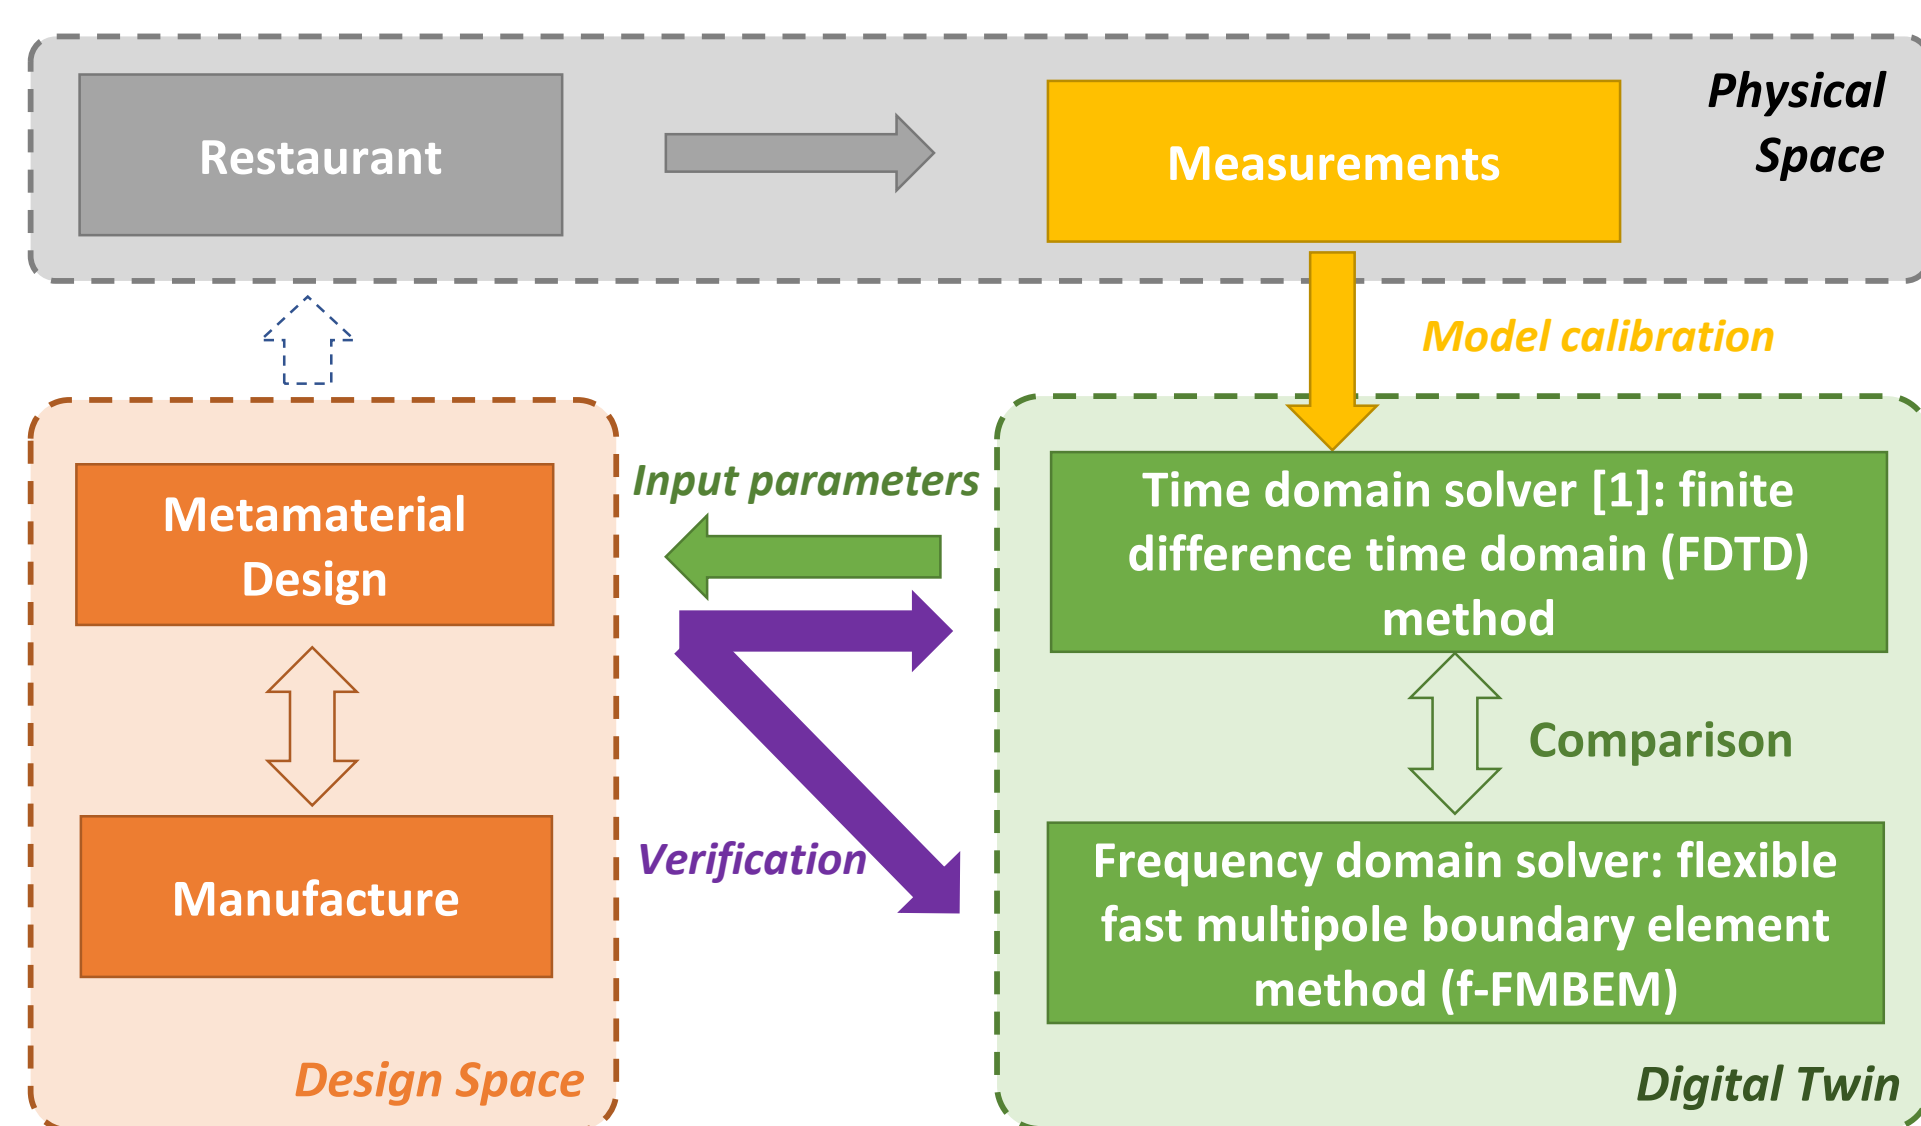 Restaurant
Measurements
Physical
Space
Model calibration
Metamaterial
Design
Manufacture
Design Space
Input parameters
Verification
Time domain solver [1]: finite
difference time domain (FDTD)
method
Comparison
Frequency domain solver: flexible
fast multipole boundary element
method (f-FMBEM)
Digital Twin